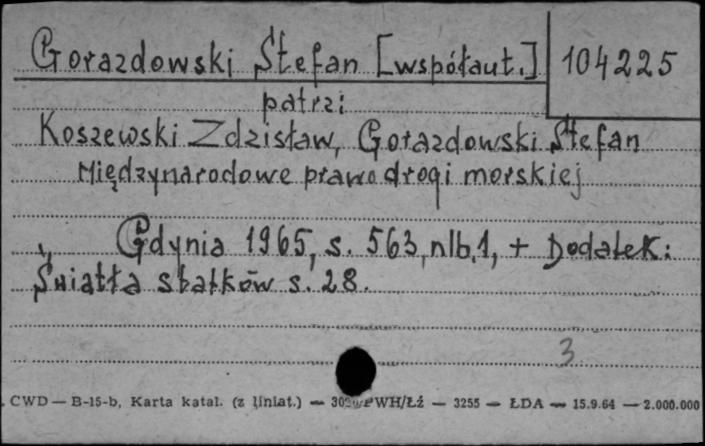 Gorazdowski Stefan [współaut.] 104225
patrz:
Koszewski Zdzisław, Gorazdowski Stefan
Międzynarodowe prawo drogi morskiej
Gdynia 1965, s. 563, nlb.1, + Dodatek:
Światła statków s. 28.
3
CWD — B-15-b, Karta katal. (z liniat.) — PWH/Łź — 3255 — ŁDA — 15.9.64 — 2.000.000